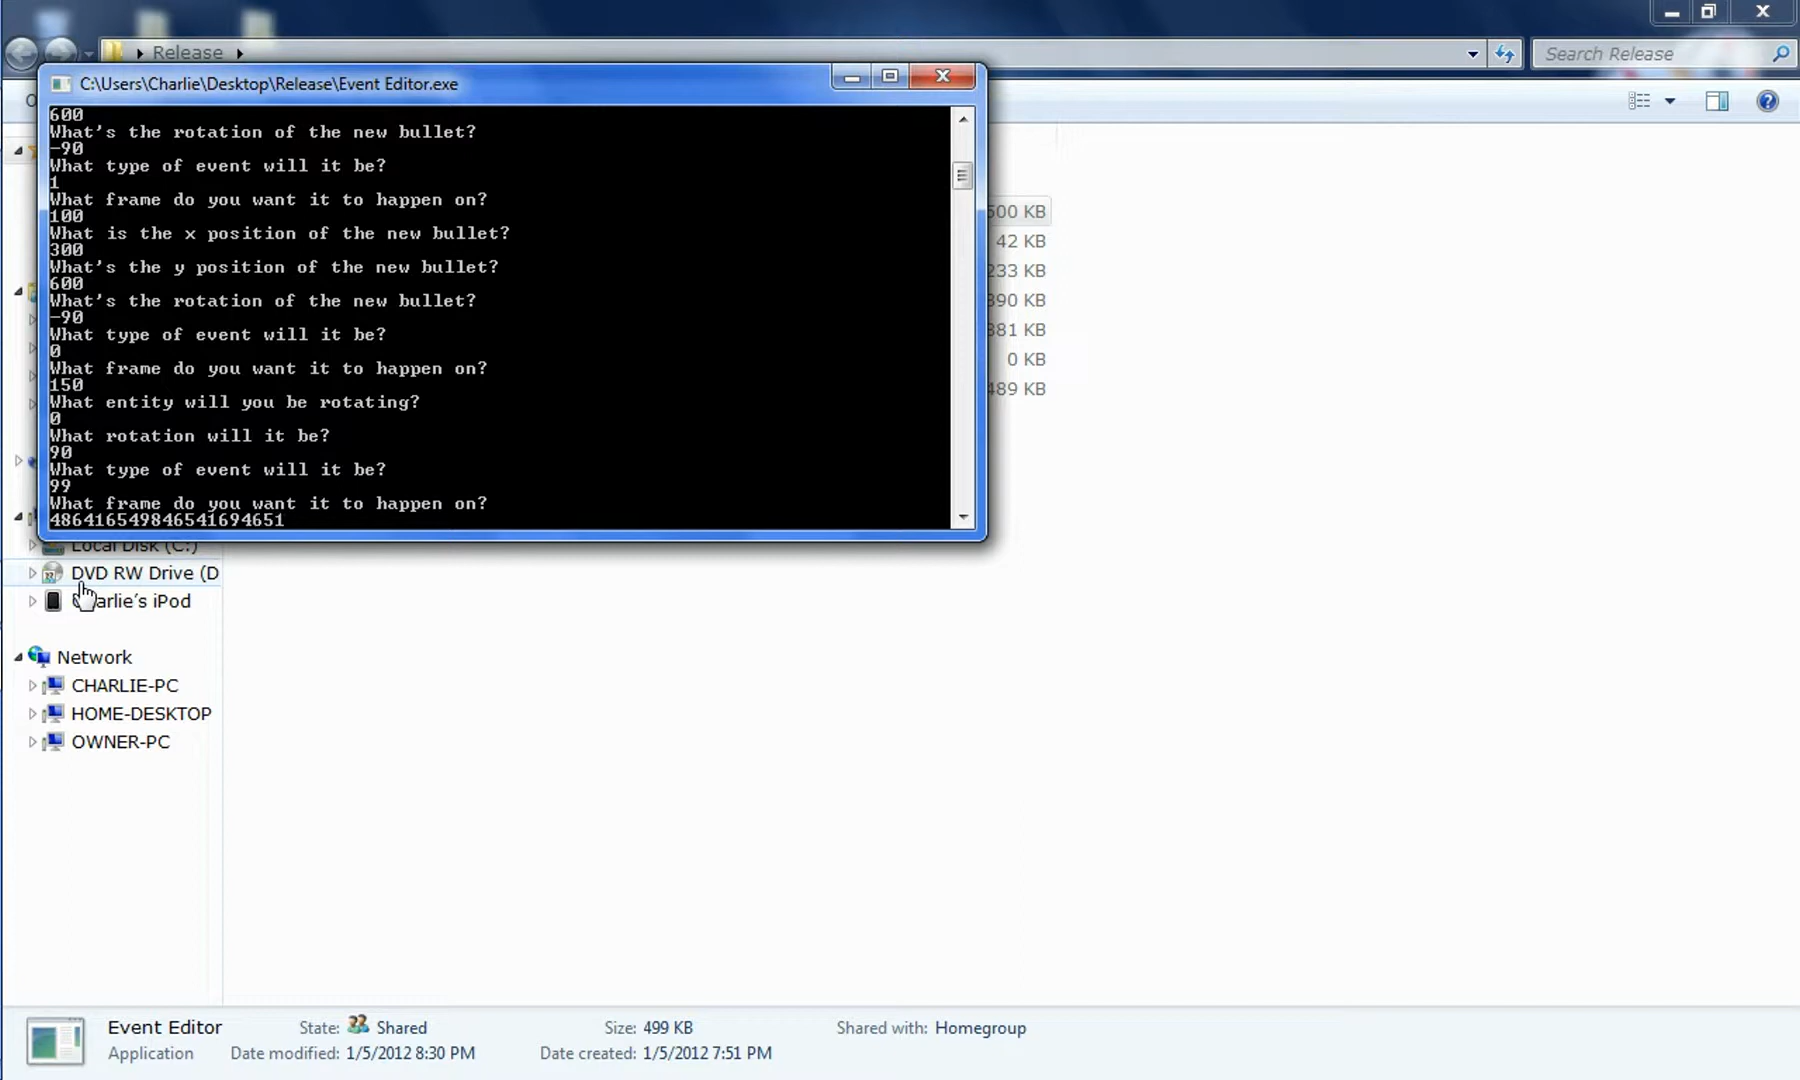 Release
Search Release
C:\Users\Charlie\Desktop\Release\Event Editor.exe
600
What's the rotation of the new bullet?
-90
What type of event will it be?
1
What frame do you want it to happen on?
100
What is the x position of the new bullet?
300
What's the y position of the new bullet?
600
What's the rotation of the new bullet?
-90
What type of event will it be?
0
What frame do you want it to happen on?
150
What entity will you be rotating?
0
What rotation will it be?
90
What type of event will it be?
99
What frame do you want it to happen on?
486416549846541694651
500 KB
42 KB
233 KB
390 KB
381 KB
0 KB
489 KB
Local Disk (C:)
DVD RW Drive (D
Charlie's iPod
Network
CHARLIE-PC
HOME-DESKTOP
OWNER-PC
Event Editor State: Shared Size: 499 KB Shared with: Homegroup
Application Date modified: 1/5/2012 8:30 PM Date created: 1/5/2012 7:51 PM